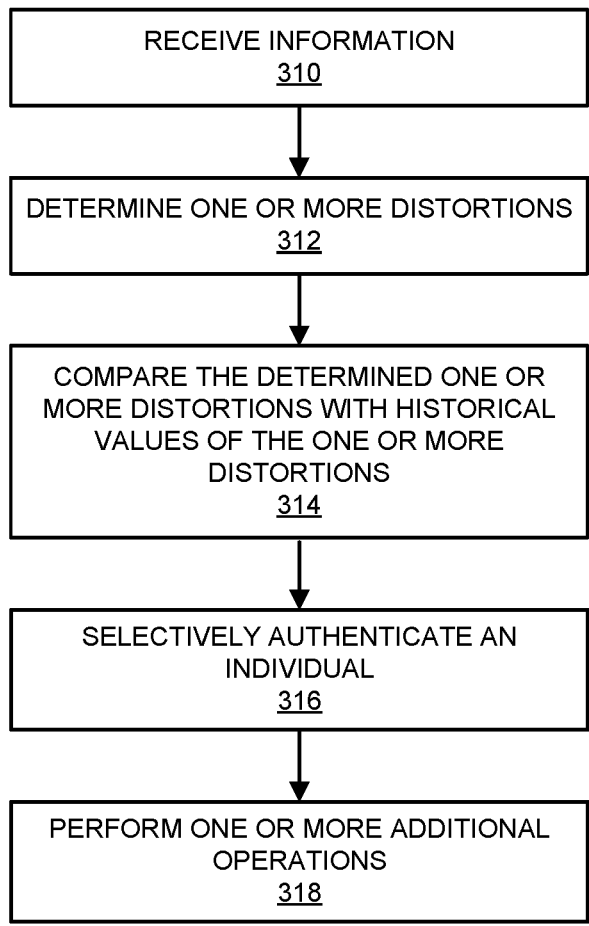 RECEIVE INFORMATION
310
DETERMINE ONE OR MORE DISTORTIONS
312
COMPARE THE DETERMINED ONE OR
MORE DISTORTIONS WITH HISTORICAL
VALUES OF THE ONE OR MORE
DISTORTIONS
314
SELECTIVELY AUTHENTICATE AN
INDIVIDUAL
316
PERFORM ONE OR MORE ADDITIONAL
OPERATIONS
318